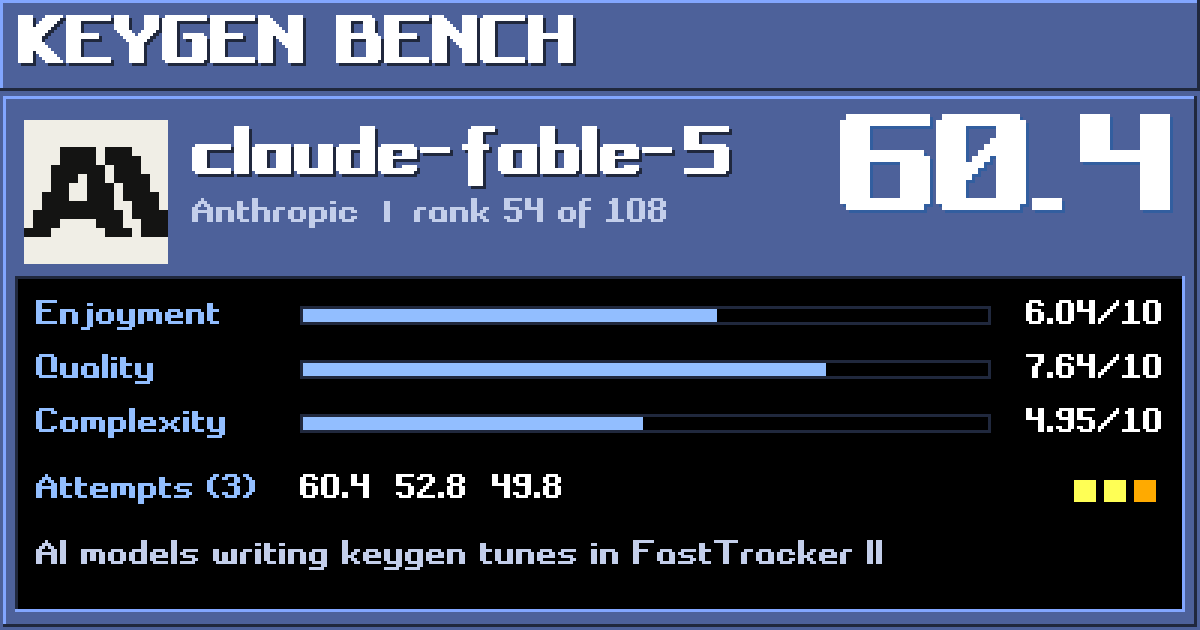 KEYGEN BENCH
claude-fable-5
60.4
Anthropic | rank 54 of 108
Enjoyment 6.04/10
Quality 7.64/10
Complexity 4.95/10
Attempts (3) 60.4 52.8 49.8
AI models writing keygen tunes in FastTracker II